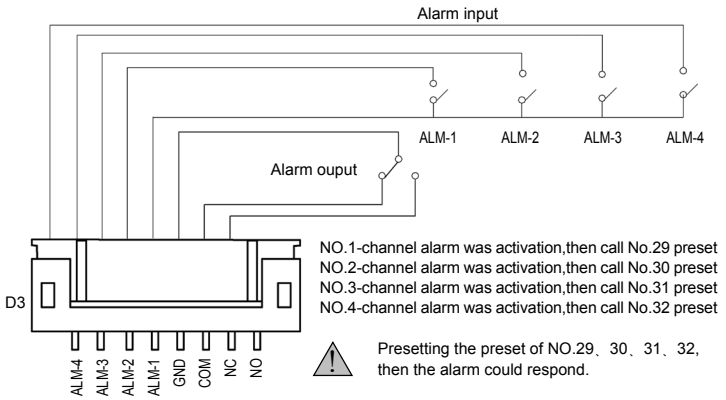 Alarm input
ALM-1 ALM-2 ALM-3 ALM-4
Alarm ouput
NO.1-channel alarm was activation,then call No.29 preset
NO.2-channel alarm was activation,then call No.30 preset
NO.3-channel alarm was activation,then call No.31 preset
NO.4-channel alarm was activation,then call No.32 preset
D3
Presetting the preset of NO.29、30、31、32,
then the alarm could respond.
ALM-4
ALM-3
ALM-2
ALM-1
GND
COM
NC
NO